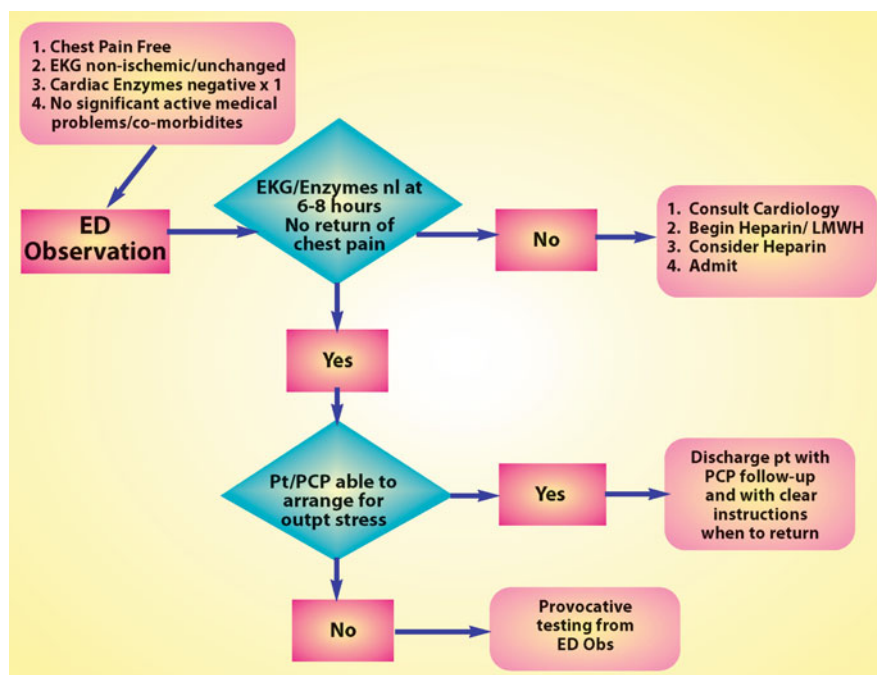 1. Chest Pain Free
2. EKG non-ischemic/unchanged
3. Cardiac Enzymes negative x 1
4. No significant active medical
problems/co-morbidites
ED
Observation
EKG/Enzymes nl at
6-8 hours
No return of
chest pain
No
1. Consult Cardiology
2. Begin Heparin/ LMWH
3. Consider Heparin
4. Admit
Yes
Pt/PCP able to
arrange for
outpt stress
Yes
Discharge pt with
PCP follow-up
and with clear
instructions
when to return
No
Provocative
testing from
ED Obs